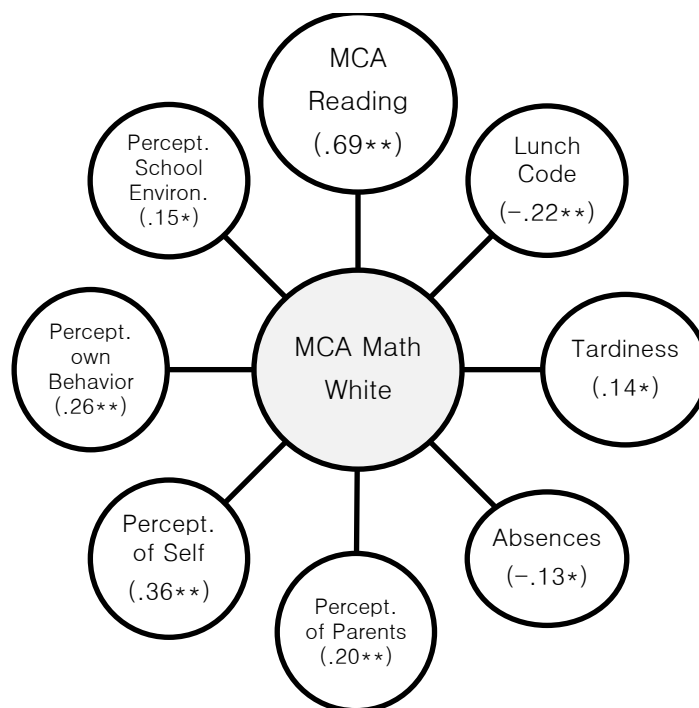 MCA
Reading
(.69**)
Percept.
School
Environ.
(.15*)
Lunch
Code
(-.22**)
Percept.
own
Behavior
(.26**)
MCA Math
White
Tardiness
(.14*)
Percept.
of Self
(.36**)
Absences
(-.13*)
Percept.
of Parents
(.20**)